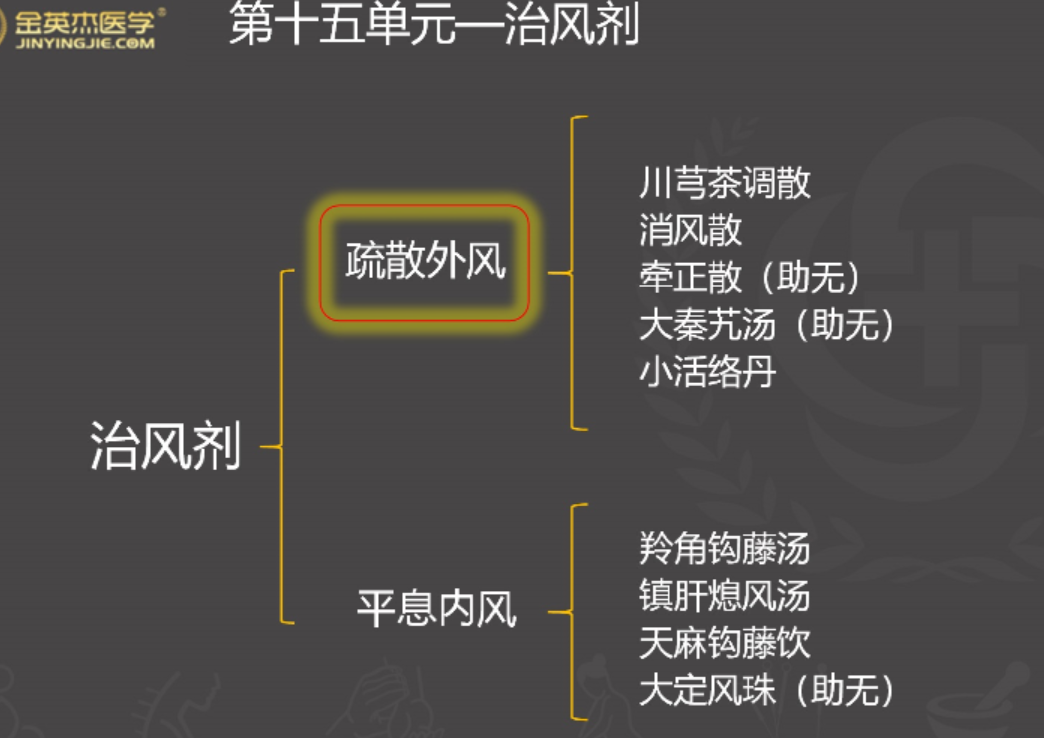 金英杰医学®
JINYINGJIE.COM
第十五单元—治风剂
治风剂
疏散外风
川芎茶调散
消风散
牵正散（助无）
大秦艽汤（助无）
小活络丹
平息内风
羚角钩藤汤
镇肝熄风汤
天麻钩藤饮
大定风珠（助无）